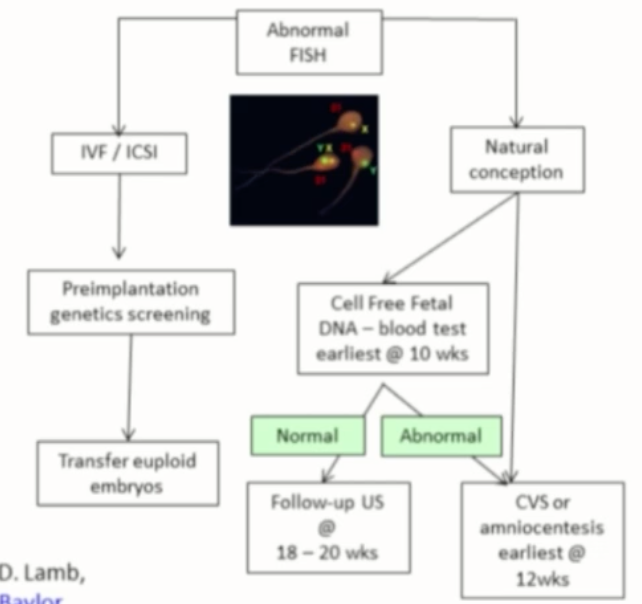 Abnormal
FISH
IVF / ICSI
Natural
conception
Preimplantation
genetics screening
Cell Free Fetal
DNA – blood test
earliest @ 10 wks
Normal
Abnormal
Transfer euploid
embryos
Follow-up US
@
18 – 20 wks
CVS or
amniocentesis
earliest @
12wks
X
Y X
Y
D. Lamb,
Baylor